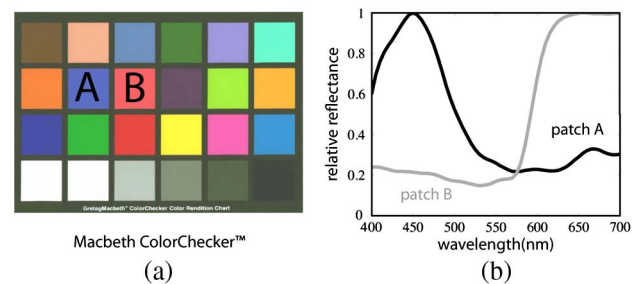 A B
GretagMacbeth™ ColorChecker Color Rendition Chart
Macbeth ColorChecker™
(a)
relative reflectance
1
0.8
0.6
0.4
0.2
0
patch A
patch B
400 450 500 550 600 650 700
wavelength(nm)
(b)